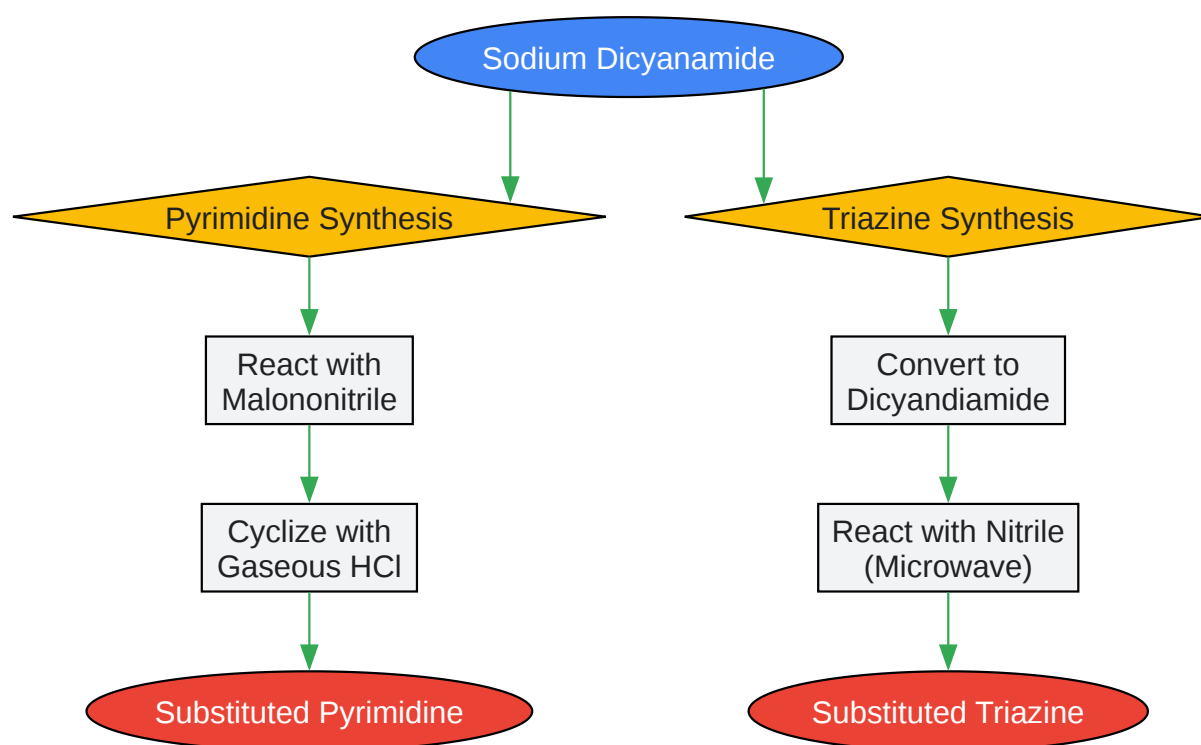 Sodium Dicyanamide
Pyrimidine Synthesis
Triazine Synthesis
React with
Malononitrile
Convert to
Dicyandiamide
Cyclize with
Gaseous HCl
React with Nitrile
(Microwave)
Substituted Pyrimidine
Substituted Triazine